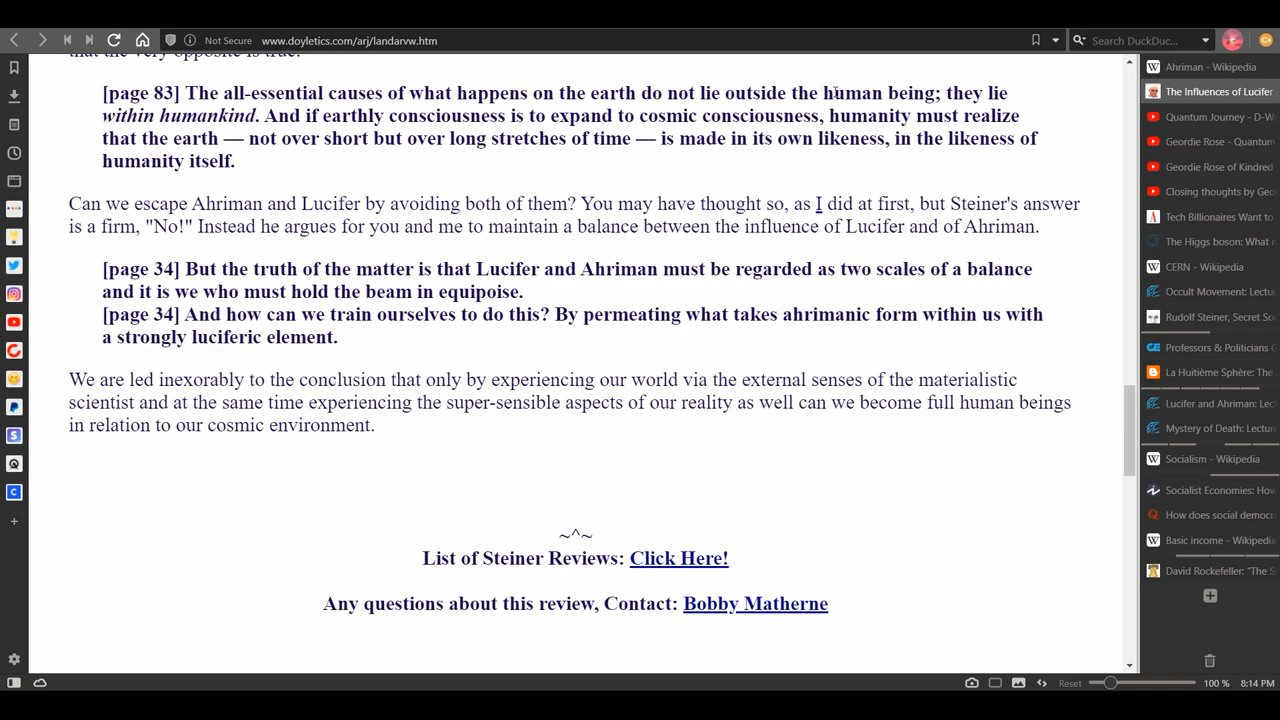 Not Secure www.doyletics.com/arj/landarvw.htm
Search DuckDuc...
that the very opposite is true.
[page 83] The all-essential causes of what happens on the earth do not lie outside the human being; they lie
within humankind. And if earthly consciousness is to expand to cosmic consciousness, humanity must realize
that the earth — not over short but over long stretches of time — is made in its own likeness, in the likeness of
humanity itself.
Can we escape Ahriman and Lucifer by avoiding both of them? You may have thought so, as I did at first, but Steiner's answer
is a firm, "No!" Instead he argues for you and me to maintain a balance between the influence of Lucifer and of Ahriman.
[page 34] But the truth of the matter is that Lucifer and Ahriman must be regarded as two scales of a balance
and it is we who must hold the beam in equipoise.
[page 34] And how can we train ourselves to do this? By permeating what takes ahrimanic form within us with
a strongly luciferic element.
We are led inexorably to the conclusion that only by experiencing our world via the external senses of the materialistic
scientist and at the same time experiencing the super-sensible aspects of our reality as well can we become full human beings
in relation to our cosmic environment.
~^~
List of Steiner Reviews: Click Here!
Any questions about this review, Contact: Bobby Matherne
Ahriman - Wikipedia
The Influences of Lucifer
Quantum Journey - D-W
Geordie Rose - Quantum
Geordie Rose of Kindred
Closing thoughts by Geo
Tech Billionaires Want to
The Higgs boson: What
CERN - Wikipedia
Occult Movement: Lectu
Rudolf Steiner, Secret So
Professors & Politicians
La Huitième Sphère: The
Lucifer and Ahriman: Lec
Mystery of Death: Lectur
Socialism - Wikipedia
Socialist Economies: Ho
How does social democ
Basic income - Wikipedia
David Rockefeller: "The S
Reset 100 % 8:14 PM